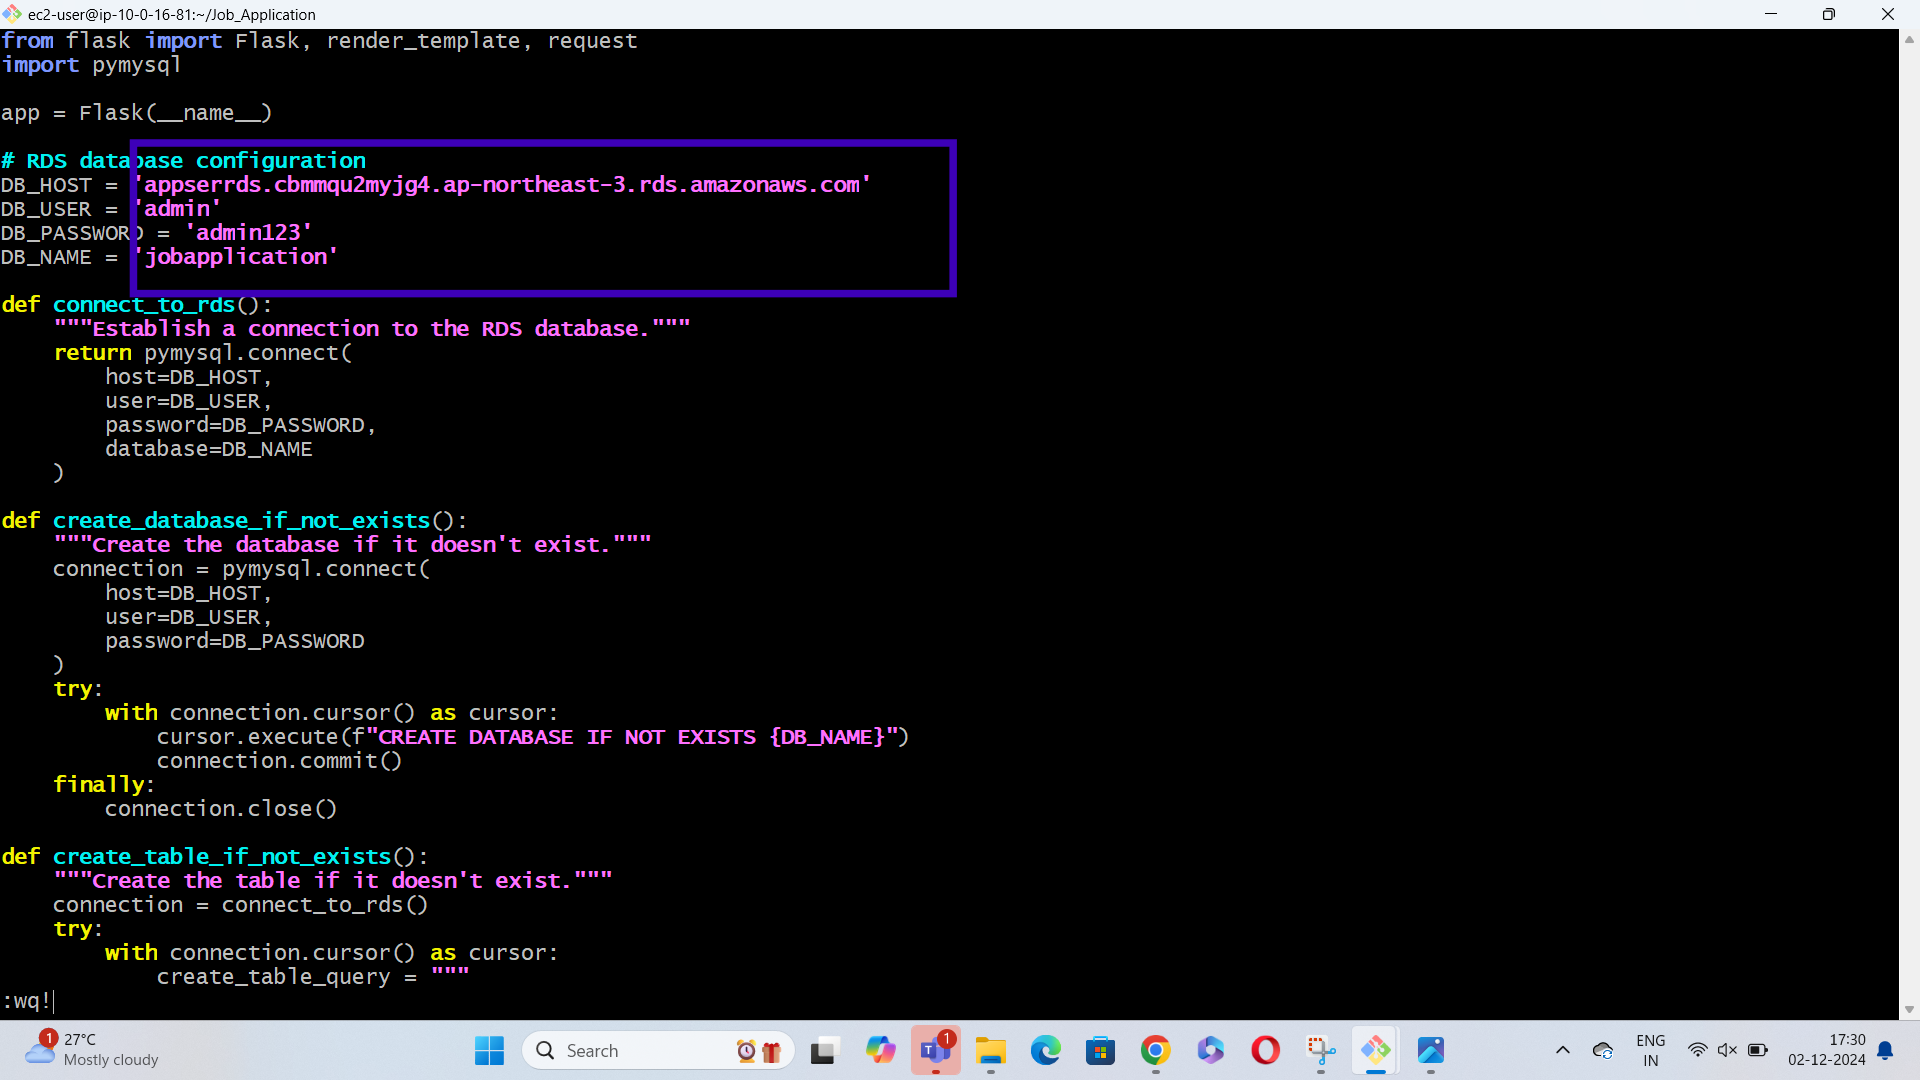 ec2-user@ip-10-0-16-81:~/Job_Application
from flask import Flask, render_template, request
import pymysql
app = Flask(__name__)
# RDS database configuration
DB_HOST = 'appserrds.cbmmqu2myjg4.ap-northeast-3.rds.amazonaws.com'
DB_USER = 'admin'
DB_PASSWORD = 'admin123'
DB_NAME = 'jobapplication'
def connect_to_rds():
    """Establish a connection to the RDS database."""
    return pymysql.connect(
        host=DB_HOST,
        user=DB_USER,
        password=DB_PASSWORD,
        database=DB_NAME
    )
def create_database_if_not_exists():
    """Create the database if it doesn't exist."""
    connection = pymysql.connect(
        host=DB_HOST,
        user=DB_USER,
        password=DB_PASSWORD
    )
    try:
        with connection.cursor() as cursor:
            cursor.execute(f"CREATE DATABASE IF NOT EXISTS {DB_NAME}")
            connection.commit()
    finally:
        connection.close()
def create_table_if_not_exists():
    """Create the table if it doesn't exist."""
    connection = connect_to_rds()
    try:
        with connection.cursor() as cursor:
            create_table_query = """
:wq!
1
27°C
Mostly cloudy
Search
T
1
ENG
IN
17:30
02-12-2024